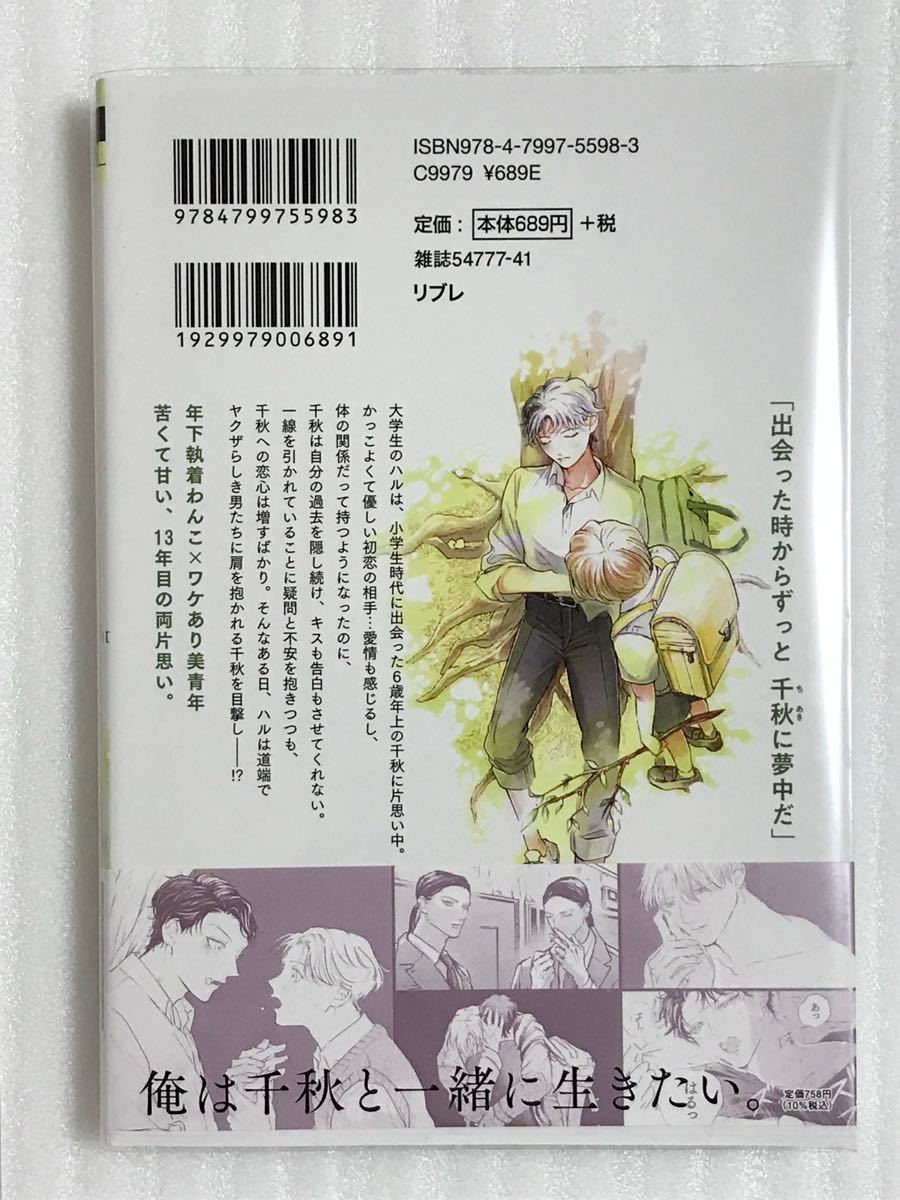 ISBN978-4-7997-5598-3
C9979 ¥689E
9784799755983
定価：本体689円＋税
雑誌54777-41
リブレ
1929979006891
「出会った時からずっと 千秋に夢中だ」
ち あき
大学生のハルは、小学生時代に出会った6歳年上の千秋に片思い中。
かっこよくて優しい初恋の相手…愛情も感じるし、
体の関係だって持つようになったのに、
千秋は自分の過去を隠し続け、キスも告白もさせてくれない。
一線を引かれていることに疑問と不安を抱きつつも、
千秋への恋心は増すばかり。そんなある日、ハルは道端で
ヤクザらしき男たちに肩を抱かれる千秋を目撃し――!?
年下執着わんこ×ワケあり美青年
苦くて甘い、13年目の両片思い。
あっ
はるっ
俺は千秋と一緒に生きたい。
定価758円
(10%税込)